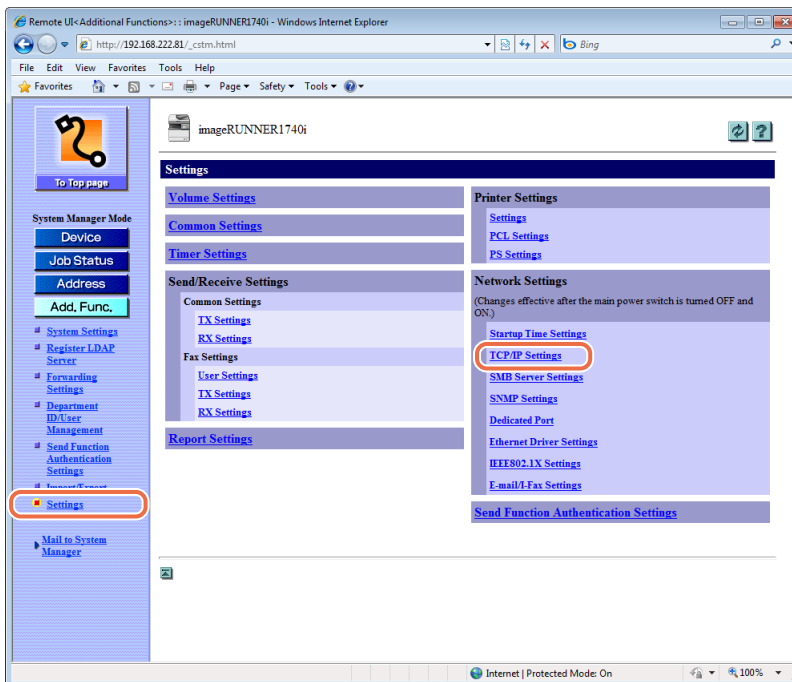 Remote UI<Additional Functions>: : imageRUNNER1740i - Windows Internet Explorer
http://192.168.222.81/_cstm.html
Bing
File Edit View Favorites Tools Help
Favorites
Page Safety Tools
To Top page
System Manager Mode
Device
Job Status
Address
Add. Func.
System Settings
Register LDAP
Server
Forwarding
Settings
Department
ID/User
Management
Send Function
Authentication
Settings
Import/Export
Settings
Mail to System
Manager
imageRUNNER1740i
Settings
Volume Settings
Common Settings
Timer Settings
Send/Receive Settings
Common Settings
TX Settings
RX Settings
Fax Settings
User Settings
TX Settings
RX Settings
Report Settings
Printer Settings
Settings
PCL Settings
PS Settings
Network Settings
(Changes effective after the main power switch is turned OFF and
ON.)
Startup Time Settings
TCP/IP Settings
SMB Server Settings
SNMP Settings
Dedicated Port
Ethernet Driver Settings
IEEE802.1X Settings
E-mail/I-Fax Settings
Send Function Authentication Settings
Internet | Protected Mode: On
100%